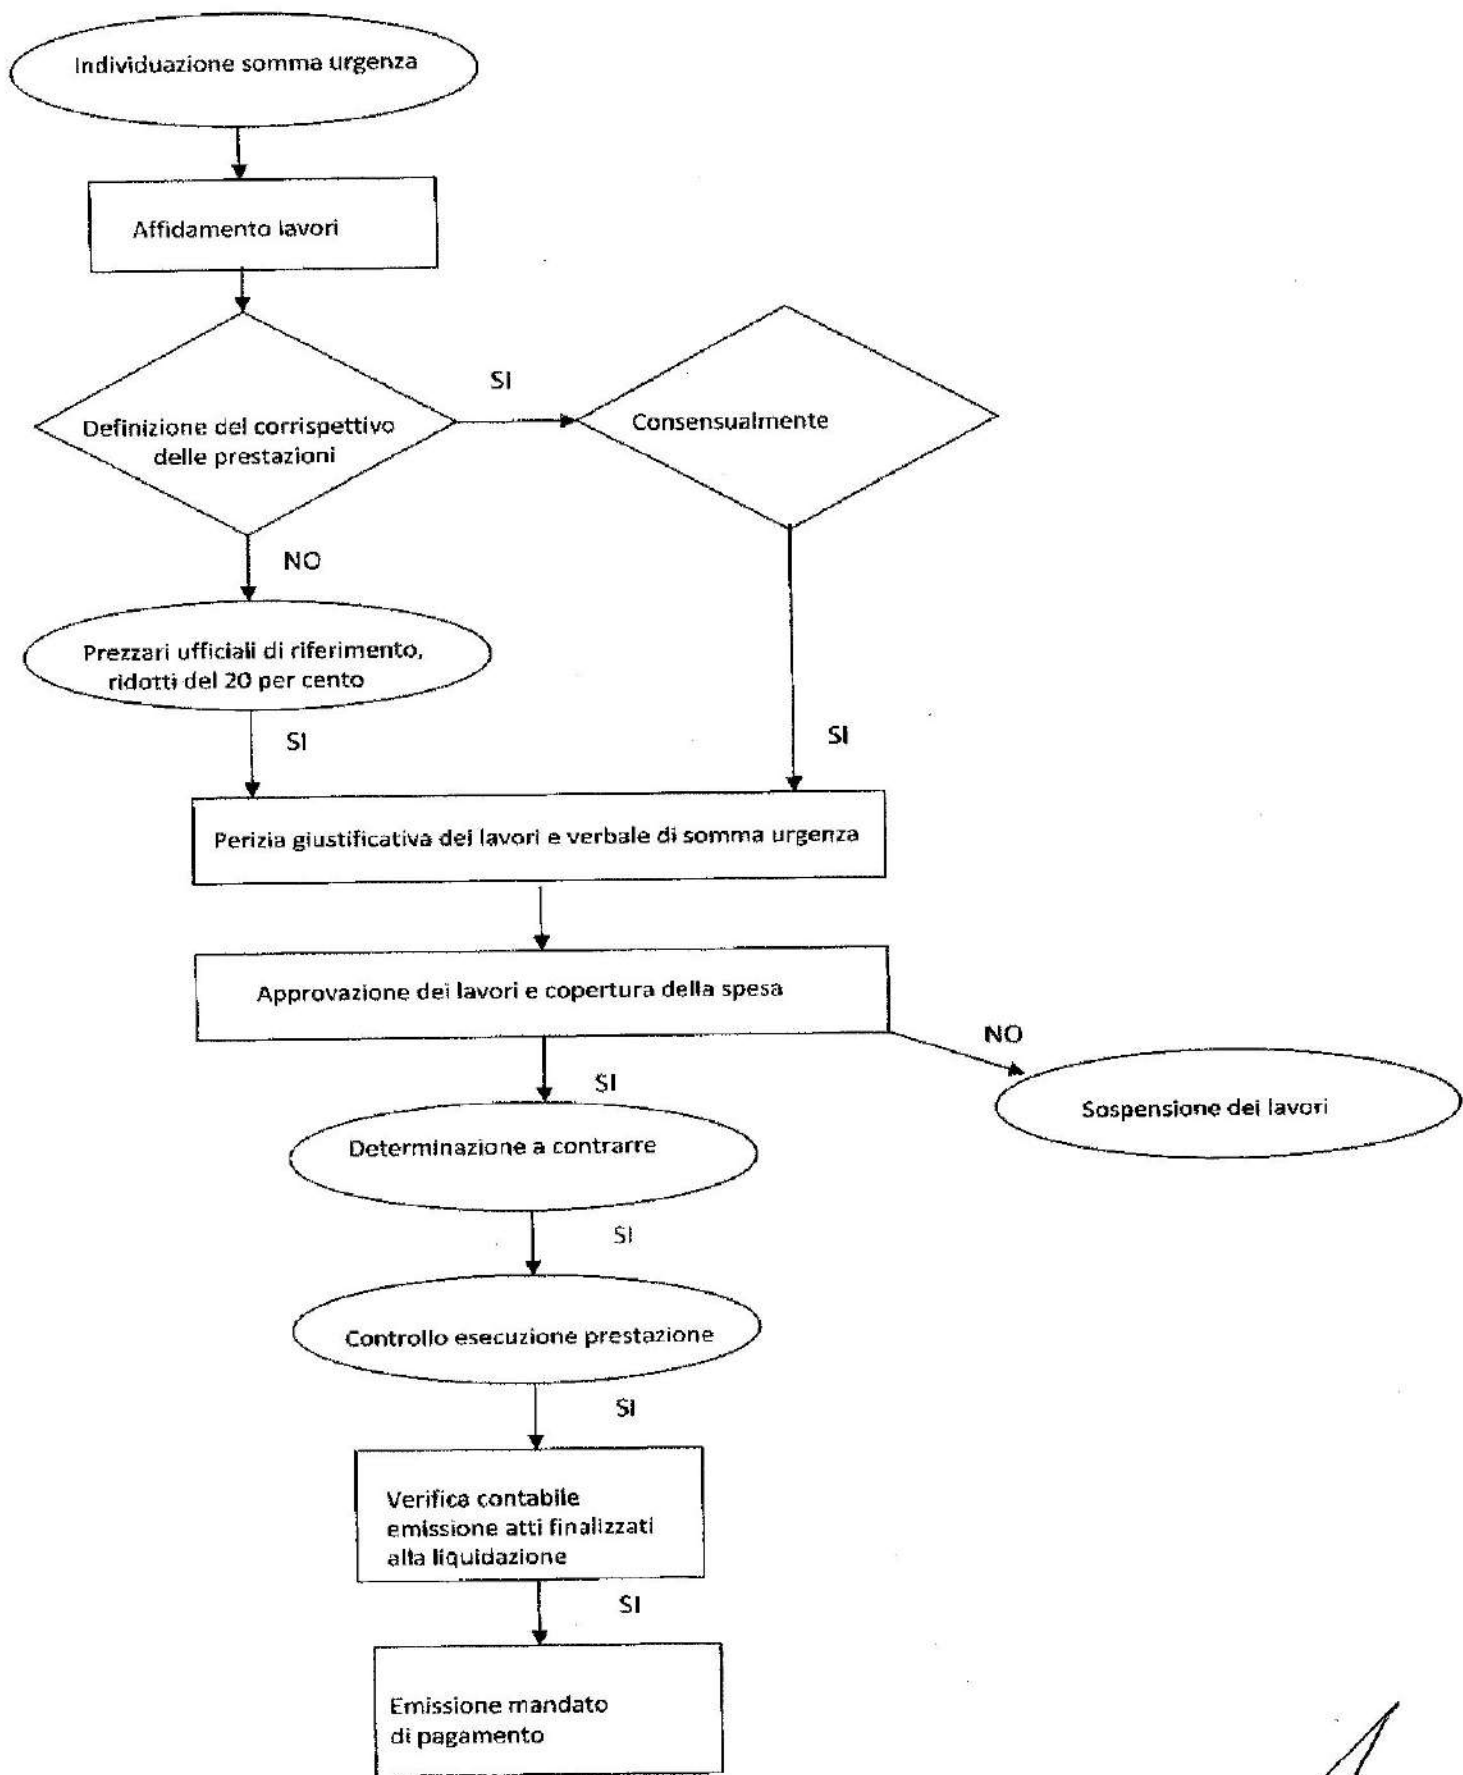 Individuazione somma urgenza
Affidamento lavori
SI
Definizione del corrispettivo
delle prestazioni
Consensualmente
NO
Prezzari ufficiali di riferimento,
ridotti del 20 per cento
SI
SI
Perizia giustificativa dei lavori e verbale di somma urgenza
Approvazione dei lavori e copertura della spesa
NO
SI
Sospensione dei lavori
Determinazione a contrarre
SI
Controllo esecuzione prestazione
SI
Verifica contabile
emissione atti finalizzati
alla liquidazione
SI
Emissione mandato
di pagamento